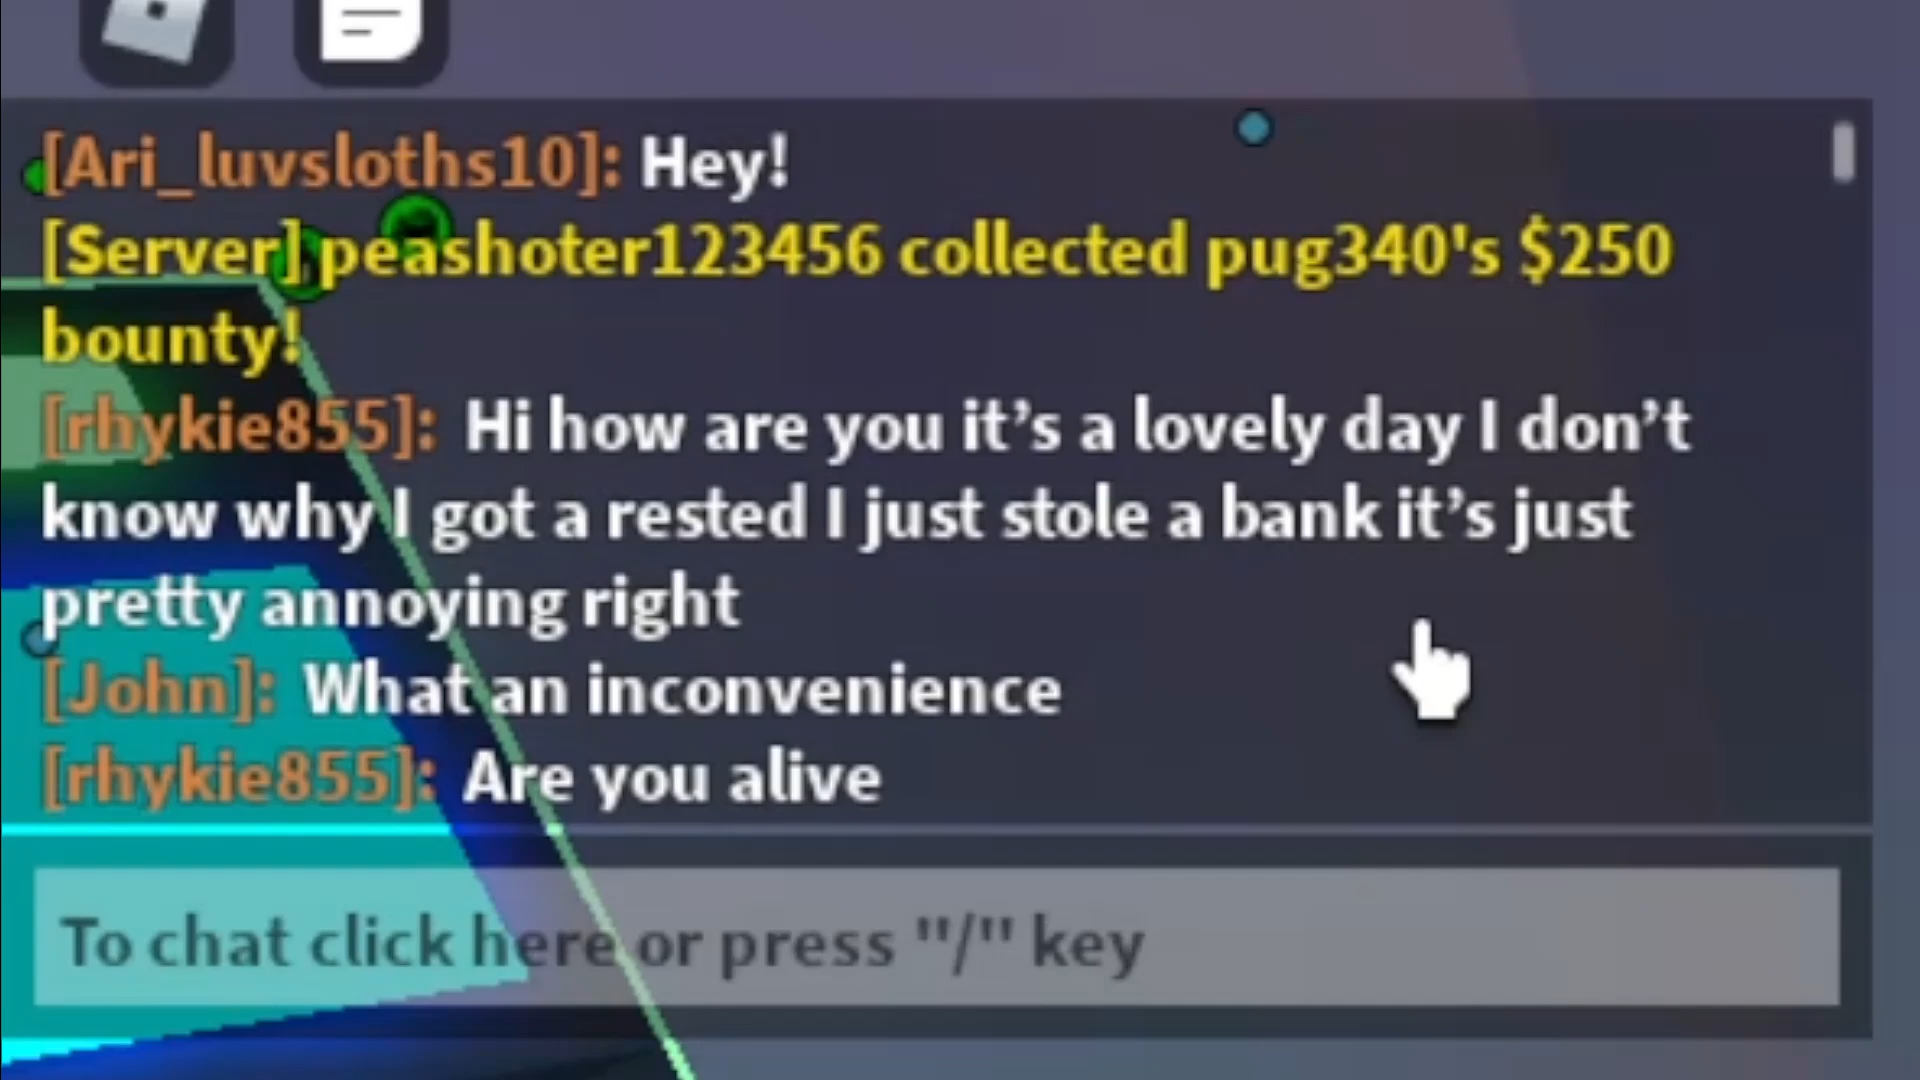 [Ari_luvsloths10]: Hey!
[Server] peashoter123456 collected pug340's $250
bounty!
[rhykie855]: Hi how are you it’s a lovely day I don’t
know why I got a rested I just stole a bank it’s just
pretty annoying right
[John]: What an inconvenience
[rhykie855]: Are you alive
To chat click here or press "/" key